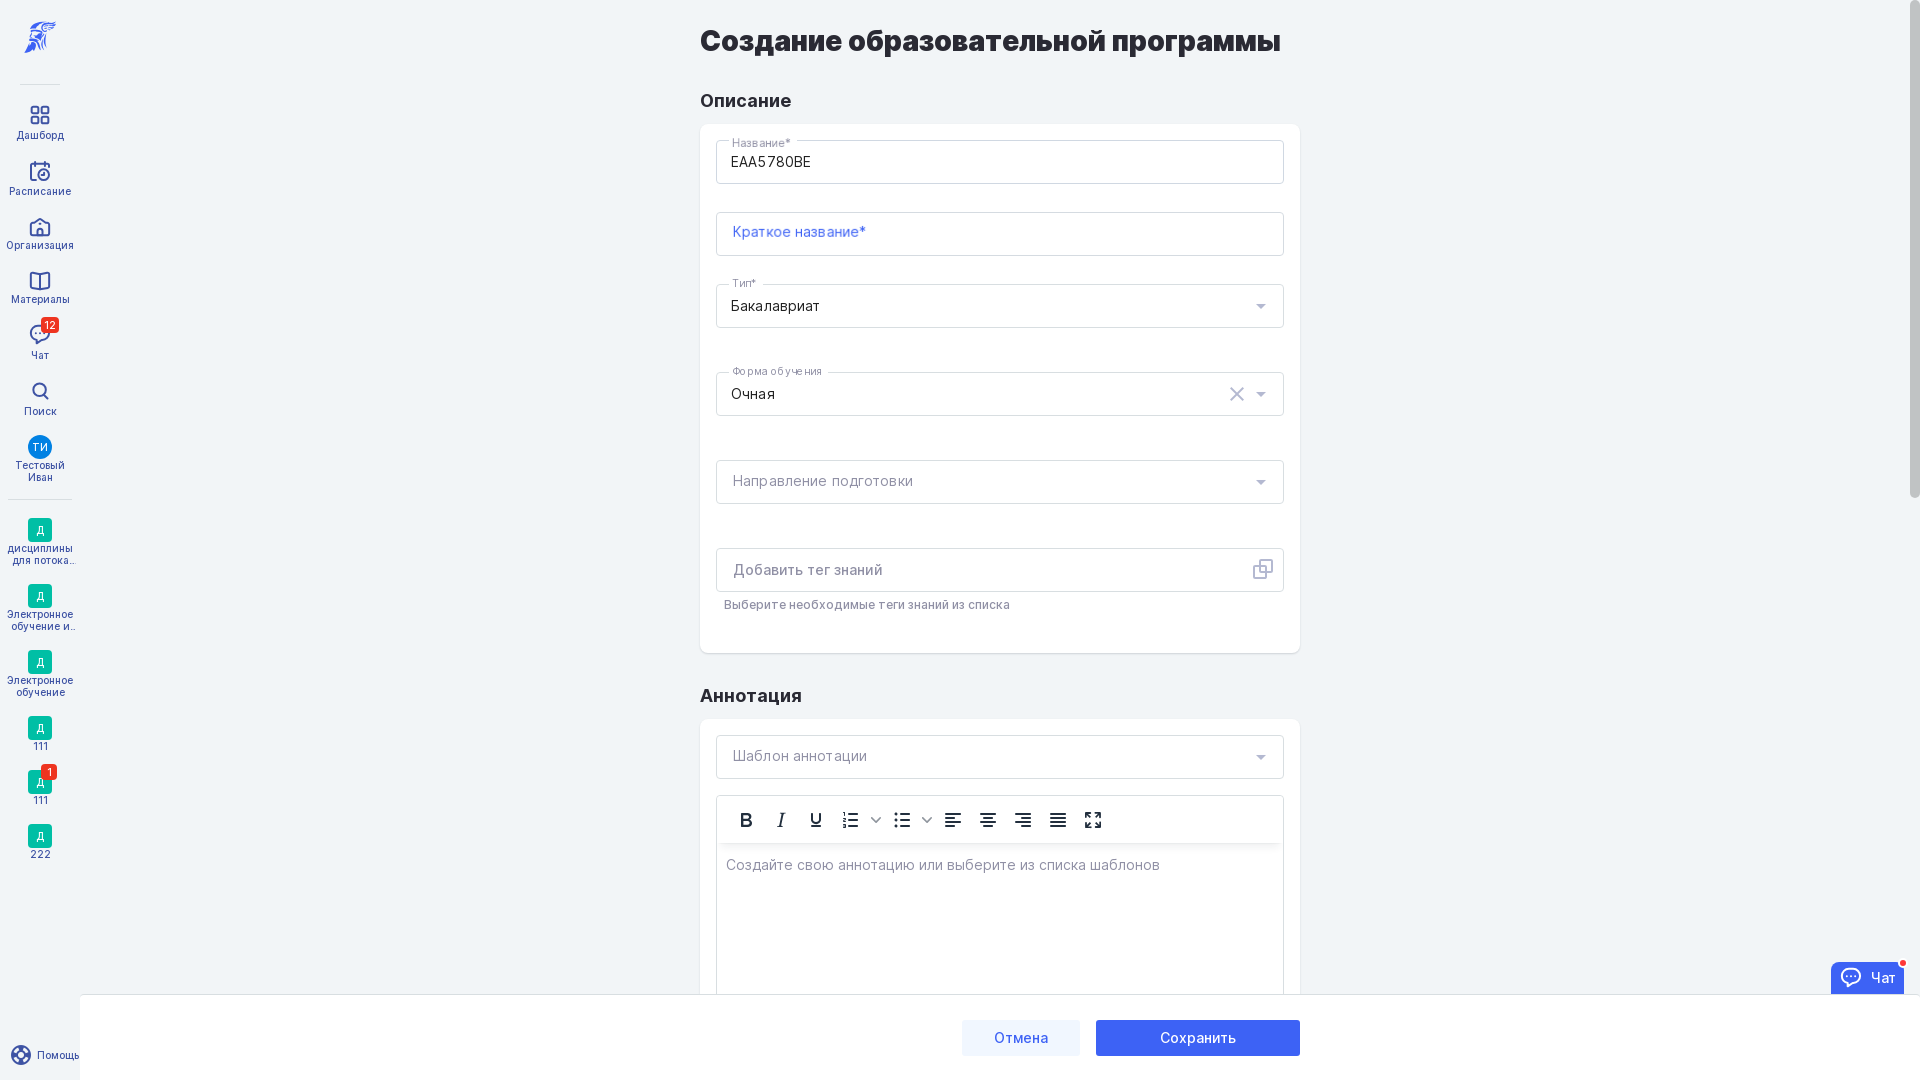 Создание образовательной программы
Дашборд
Расписание
Организация
Материалы
12
Чат
Поиск
ТИ
Тестовый
Иван
Д
дисциплины
для потока...
Д
Электронное
обучение и...
Д
Электронное
обучение
Д
111
Д
1
111
Д
222
Помощь
Описание
Название*
EAA5780BE
Краткое название*
Тип*
Бакалавриат
Форма обучения
Очная
Направление подготовки
Добавить тег знаний
Выберите необходимые теги знаний из списка
Аннотация
Шаблон аннотации
Создайте свою аннотацию или выберите из списка шаблонов
Чат
Отмена
Сохранить